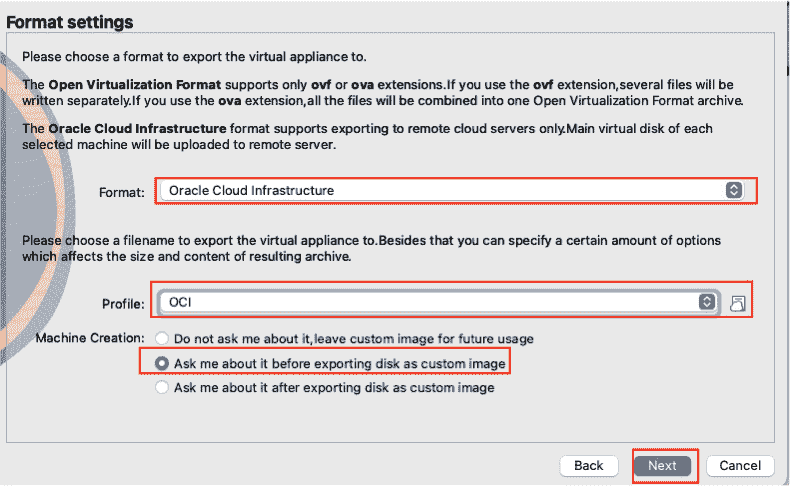 Format settings
Please choose a format to export the virtual appliance to.
The Open Virtualization Format supports only ovf or ova extensions.If you use the ovf extension,several files will be
written separately.If you use the ova extension,all the files will be combined into one Open Virtualization Format archive.
The Oracle Cloud Infrastructure format supports exporting to remote cloud servers only.Main virtual disk of each
selected machine will be uploaded to remote server.
Format: Oracle Cloud Infrastructure
Please choose a filename to export the virtual appliance to.Besides that you can specify a certain amount of options
which affects the size and content of resulting archive.
Profile: OCI
Machine Creation: Do not ask me about it,leave custom image for future usage
Ask me about it before exporting disk as custom image
Ask me about it after exporting disk as custom image
Back Next Cancel